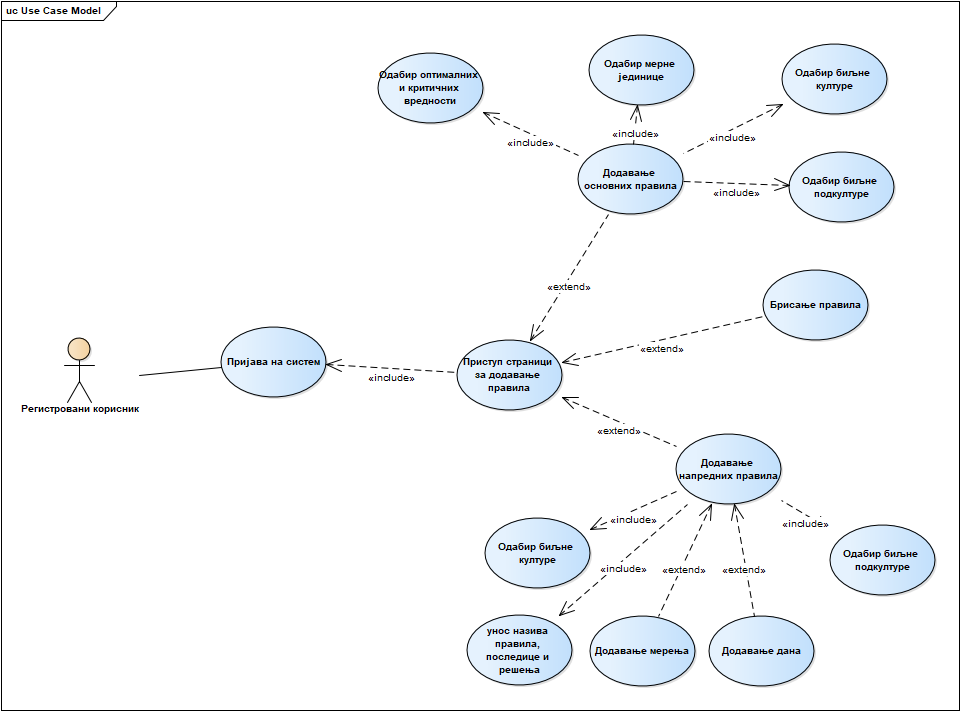 uc Use Case Model
Одабир оптималних
и критичних
вредности
Одабир мерне
јединице
Одабир биљне
културе
«include»
«include»
«include»
Додавање
основних правила
«include»
Одабир биљне
подкултуре
«extend»
Брисање правила
«extend»
Регистровани корисник
Пријава на систем
«include»
Приступ страници
за додавање
правила
«extend»
Додавање
напредних правила
«include»
«include»
Одабир биљне
културе
«include»
«extend»
«extend»
Одабир биљне
подкултуре
унос назива
правила,
последице и
решења
Додавање мерења
Додавање дана